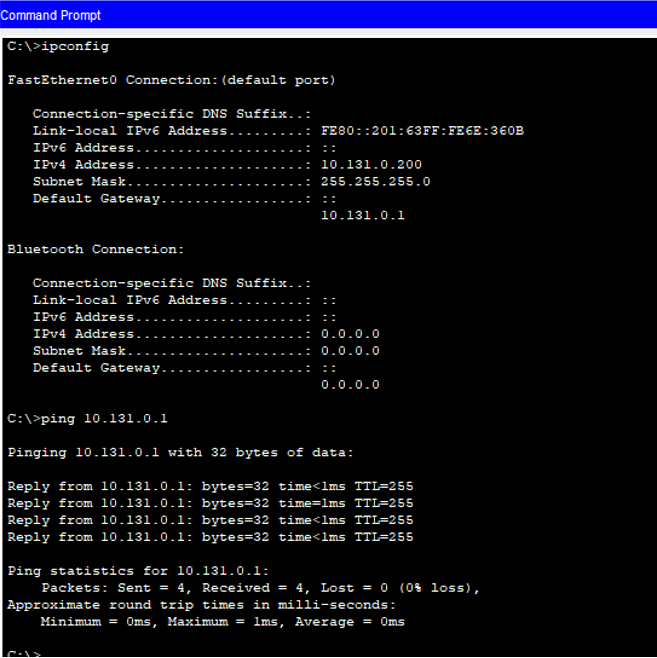 Command Prompt
C:\>ipconfig
FastEthernet0 Connection:(default port)
Connection-specific DNS Suffix..:
Link-local IPv6 Address.........: FE80::201:63FF:FE6E:360B
IPv6 Address....................: ::
IPv4 Address....................: 10.131.0.200
Subnet Mask.....................: 255.255.255.0
Default Gateway.................: ::
10.131.0.1
Bluetooth Connection:
Connection-specific DNS Suffix..:
Link-local IPv6 Address.........: ::
IPv6 Address....................: ::
IPv4 Address....................: 0.0.0.0
Subnet Mask.....................: 0.0.0.0
Default Gateway.................: ::
0.0.0.0
C:\>ping 10.131.0.1
Pinging 10.131.0.1 with 32 bytes of data:
Reply from 10.131.0.1: bytes=32 time<1ms TTL=255
Reply from 10.131.0.1: bytes=32 time=1ms TTL=255
Reply from 10.131.0.1: bytes=32 time<1ms TTL=255
Reply from 10.131.0.1: bytes=32 time<1ms TTL=255
Ping statistics for 10.131.0.1:
Packets: Sent = 4, Received = 4, Lost = 0 (0% loss),
Approximate round trip times in milli-seconds:
Minimum = 0ms, Maximum = 1ms, Average = 0ms
C:\>